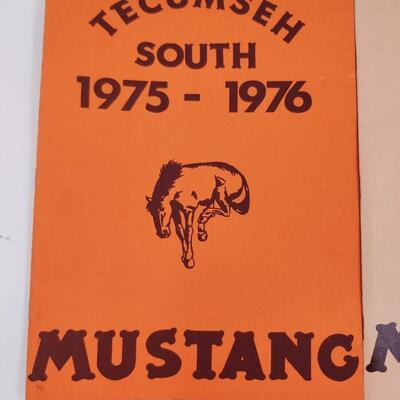 TECUMSEH
SOUTH
1975 - 1976
MUSTANG